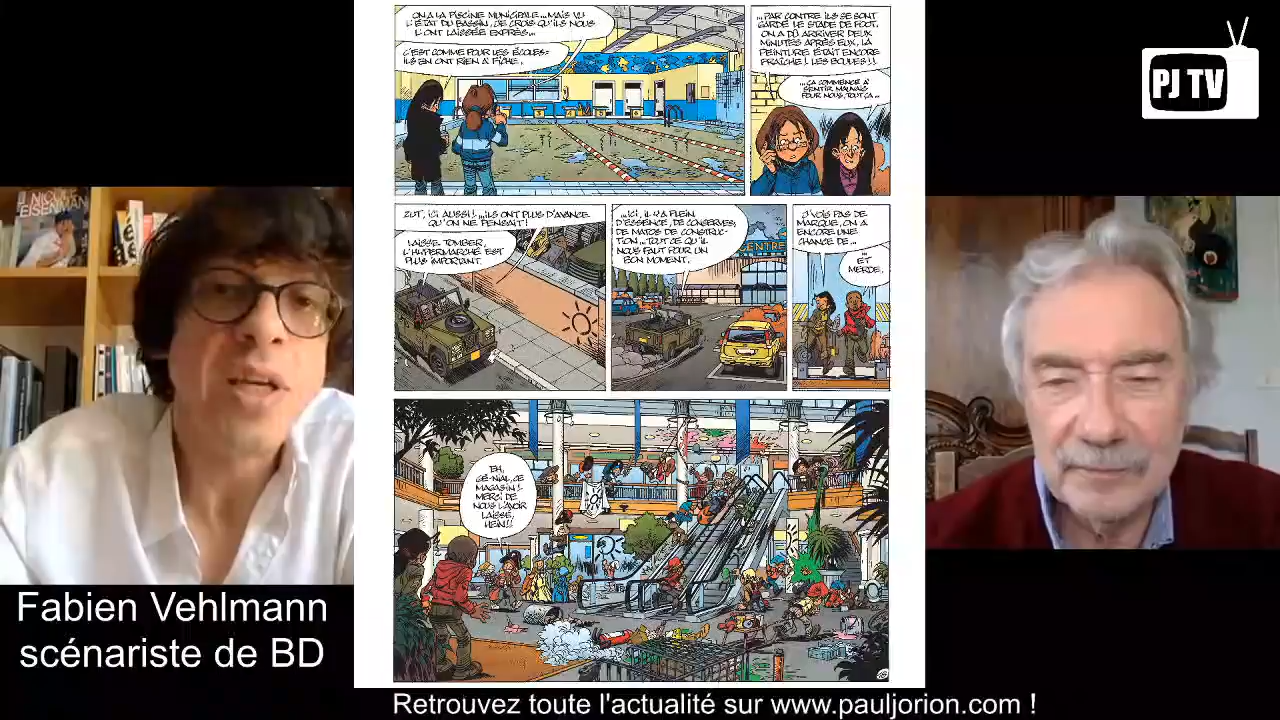 ON A LA PISCINE MUNICIPALE... MAIS VU
L'ÉTAT DU BASSIN, JE CROIS QU'ILS NOUS
L'ONT LAISSÉE EXPRÈS...
C'EST COMME POUR LES ÉCOLES:
ILS EN ONT RIEN À FICHE.
...PAR CONTRE ILS SE SONT
GARDÉ LE STADE DE FOOT.
ON A DÛ ARRIVER DEUX
MINUTES APRÈS EUX, LA
PEINTURE ÉTAIT ENCORE
FRAÎCHE! LES BOULES!!
...ÇA COMMENCE À
SENTIR MAUVAIS
POUR NOUS, TOUT ÇA...
PJ TV
NICOLE
EISENMAN
ZUT, ICI AUSSI! ...ILS ONT PLUS D'AVANCE
QU'ON NE PENSAIT!
LAISSE TOMBER,
L'HYPERMARCHÉ EST
PLUS IMPORTANT.
...ICI, IL Y A PLEIN
D'ESSENCE, DE CONSERVES,
DE MATOS DE CONSTRUC-
TION... TOUT CE QU'IL
NOUS FAUT POUR UN
BON MOMENT.
CENTRE
J'VOIS PAS DE
MARQUE, ON A
ENCORE UNE
CHANCE DE...
...ET
MERDE.
EH,
GÉ-NIAL, CE
MAGASIN!
MERCI DE
NOUS L'AVOIR
LAISSÉ,
HEIN!!
Fabien Vehlmann
scénariste de BD
Retrouvez toute l'actualité sur www.pauljorion.com !